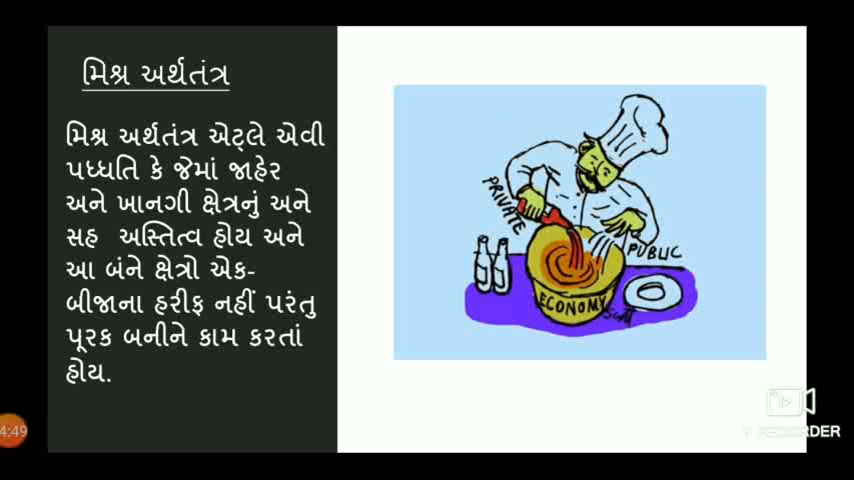 મિશ્ર અર્થતંત્ર
મિશ્ર અર્થતંત્ર એટ્લે એવી
પધ્ધતિ કે જેમાં જાહેર
અને ખાનગી ક્ષેત્રનું અને
સહ અસ્તિત્વ હોય અને
આ બંને ક્ષેત્રો એક-
બીજાના હરીફ નહીં પરંતુ
પૂરક બનીને કામ કરતાં
હોય.
PRIVATE
PUBLIC
ECONOMY
4:49